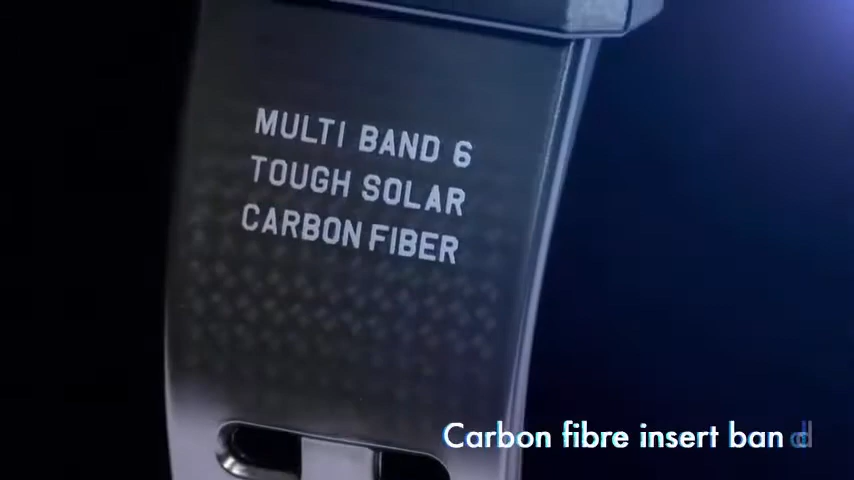 MULTI BAND 6
TOUGH SOLAR
CARBON FIBER
Carbon fibre insert band